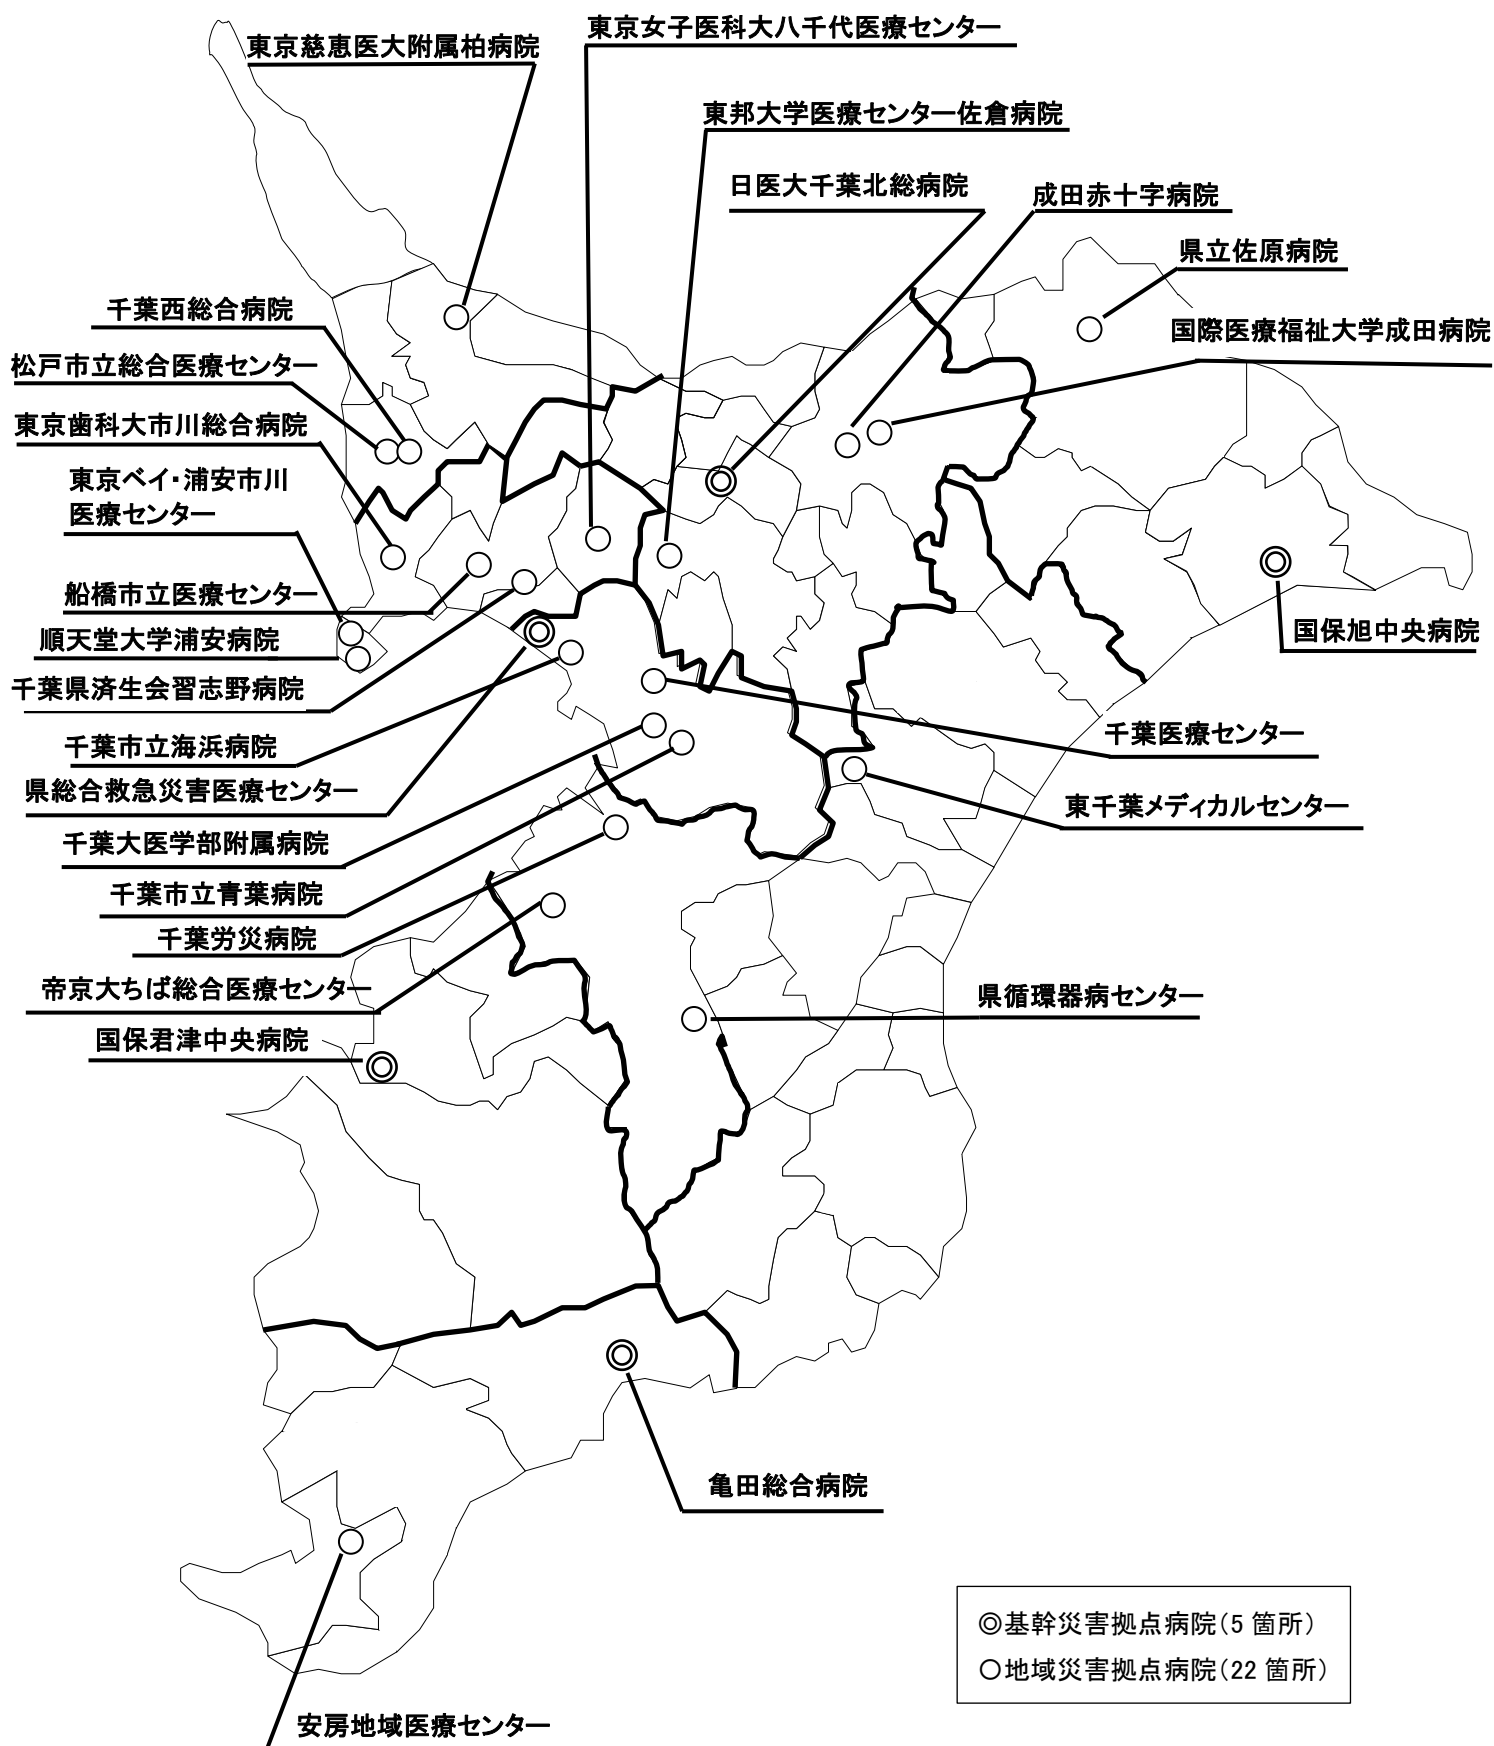 東京女子医科大八千代医療センター
東京慈恵医大附属柏病院
東邦大学医療センター佐倉病院
日医大千葉北総病院
成田赤十字病院
県立佐原病院
千葉西総合病院
国際医療福祉大学成田病院
松戸市立総合医療センター
東京歯科大市川総合病院
東京ベイ・浦安市川
医療センター
船橋市立医療センター
国保旭中央病院
順天堂大学浦安病院
千葉県済生会習志野病院
千葉医療センター
千葉市立海浜病院
県総合救急災害医療センター
東千葉メディカルセンター
千葉大医学部附属病院
千葉市立青葉病院
千葉労災病院
帝京大ちば総合医療センター
県循環器病センター
国保君津中央病院
亀田総合病院
◎基幹災害拠点病院(5 箇所)
○地域災害拠点病院(22 箇所)
安房地域医療センター